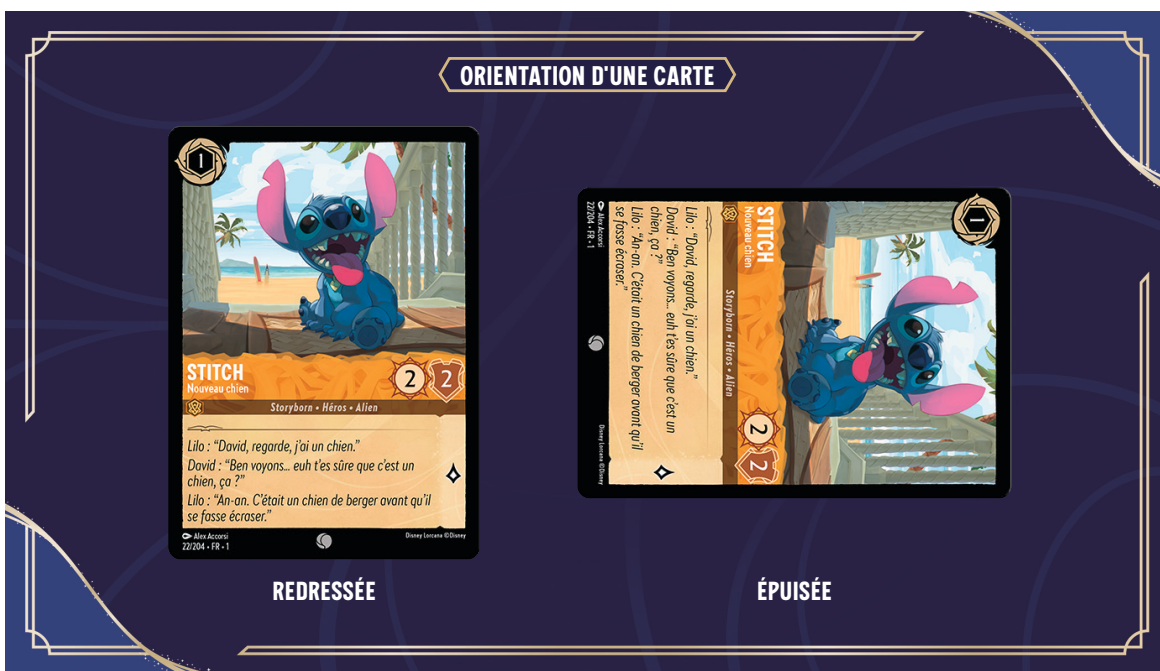 ORIENTATION D'UNE CARTE
1
STITCH
Nouveau chien
2
2
Storyborn • Héros • Alien
Lilo : “David, regarde, j’ai un chien.”
David : “Ben voyons... euh t’es sûre que c’est un
chien, ça ?”
Lilo : “An-an. C’était un chien de berger avant qu’il
se fasse écraser.”
Alex Accorsi
Disney Lorcana ©Disney
22/204 • FR • 1
REDRESSÉE
1
STITCH
Nouveau chien
2
2
Storyborn • Héros • Alien
Lilo : “David, regarde, j’ai un chien.”
David : “Ben voyons... euh t’es sûre que c’est un
chien, ça ?”
Lilo : “An-an. C’était un chien de berger avant qu’il
se fasse écraser.”
Alex Accorsi
Disney Lorcana ©Disney
22/204 • FR • 1
ÉPUISÉE